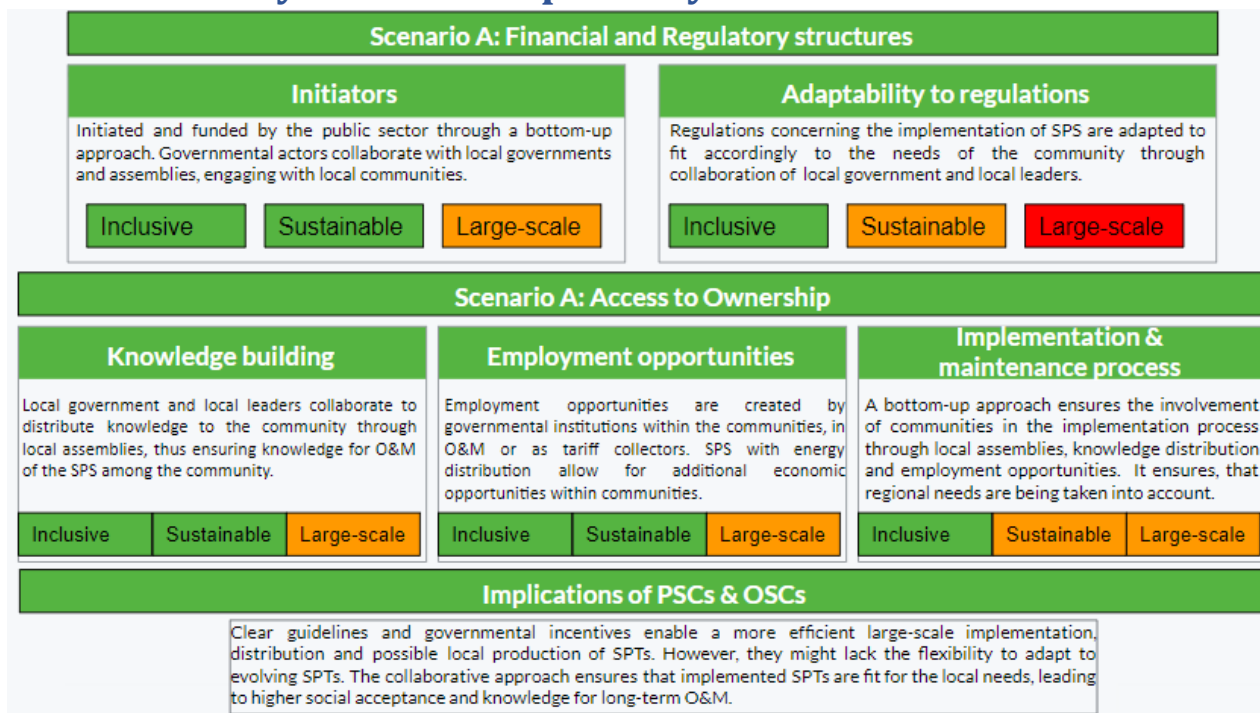 Scenario A: Financial and Regulatory structures
Initiators
Initiated and funded by the public sector through a bottom-up
approach. Governmental actors collaborate with local governments
and assemblies, engaging with local communities.
Inclusive
Sustainable
Large-scale
Adaptability to regulations
Regulations concerning the implementation of SPS are adapted to
fit accordingly to the needs of the community through
collaboration of local government and local leaders.
Inclusive
Sustainable
Large-scale
Scenario A: Access to Ownership
Knowledge building
Local government and local leaders collaborate to
distribute knowledge to the community through
local assemblies, thus ensuring knowledge for O&M
of the SPS among the community.
Inclusive
Sustainable
Large-scale
Employment opportunities
Employment opportunities are created by
governmental institutions within the communities, in
O&M or as tariff collectors. SPS with energy
distribution allow for additional economic
opportunities within communities.
Inclusive
Sustainable
Large-scale
Implementation &
maintenance process
A bottom-up approach ensures the involvement
of communities in the implementation process
through local assemblies, knowledge distribution
and employment opportunities. It ensures, that
regional needs are being taken into account.
Inclusive
Sustainable
Large-scale
Implications of PSCs & OSCs
Clear guidelines and governmental incentives enable a more efficient large-scale implementation,
distribution and possible local production of SPTs. However, they might lack the flexibility to adapt to
evolving SPTs. The collaborative approach ensures that implemented SPTs are fit for the local needs, leading
to higher social acceptance and knowledge for long-term O&M.